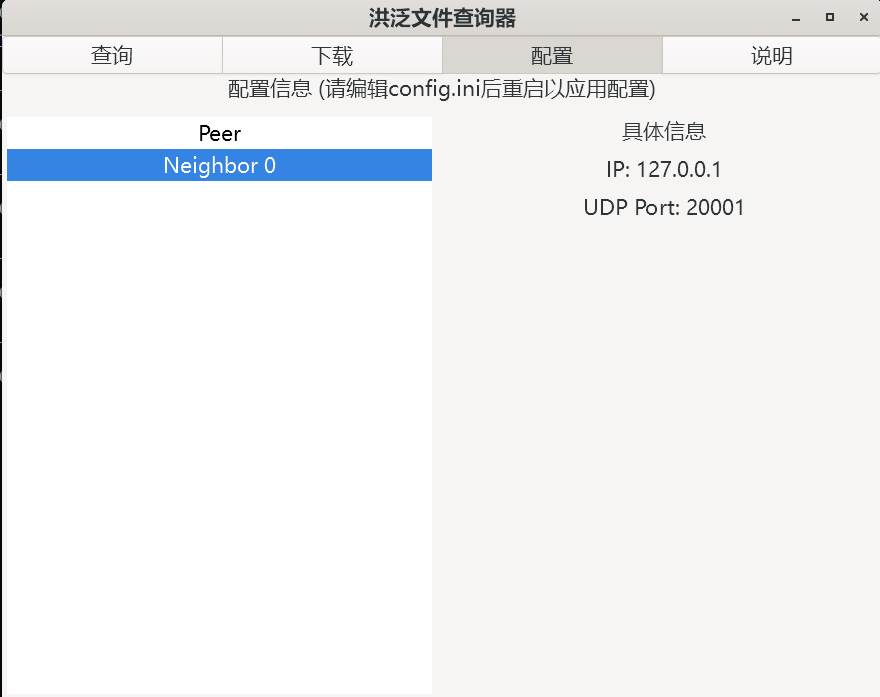 洪泛文件查询器
查询 下载 配置 说明
配置信息 (请编辑config.ini后重启以应用配置)
Peer
Neighbor 0
具体信息
IP: 127.0.0.1
UDP Port: 20001